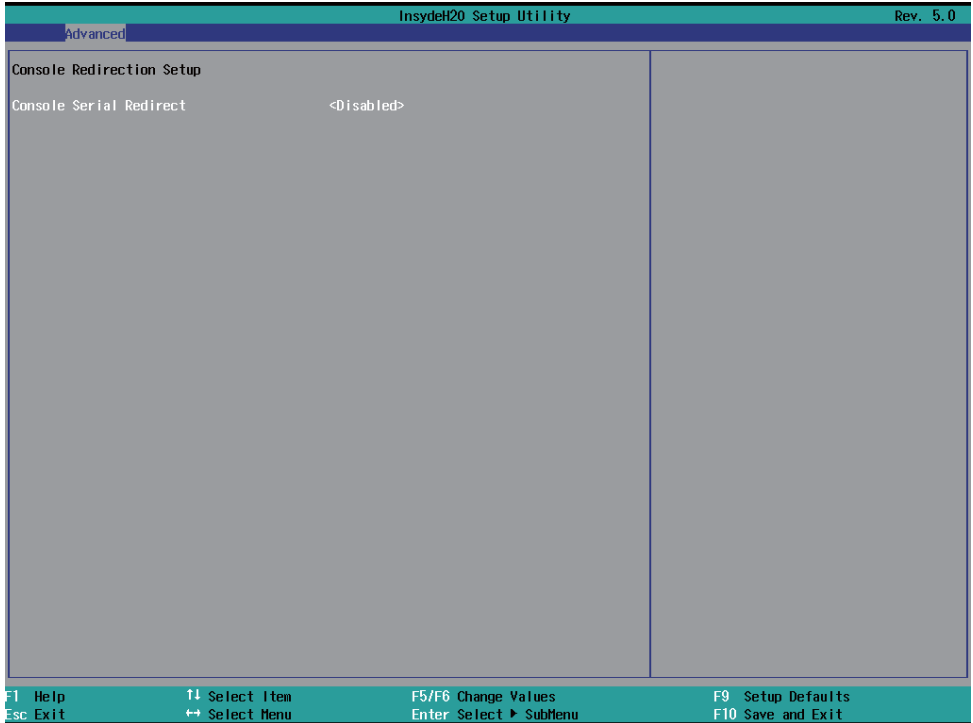 InsydeH20 Setup Utility Rev. 5.0
Advanced
Console Redirection Setup
Console Serial Redirect <Disabled>
F1 Help ↑↓ Select Item F5/F6 Change Values F9 Setup Defaults
Esc Exit ↔ Select Menu Enter Select ▶ SubMenu F10 Save and Exit